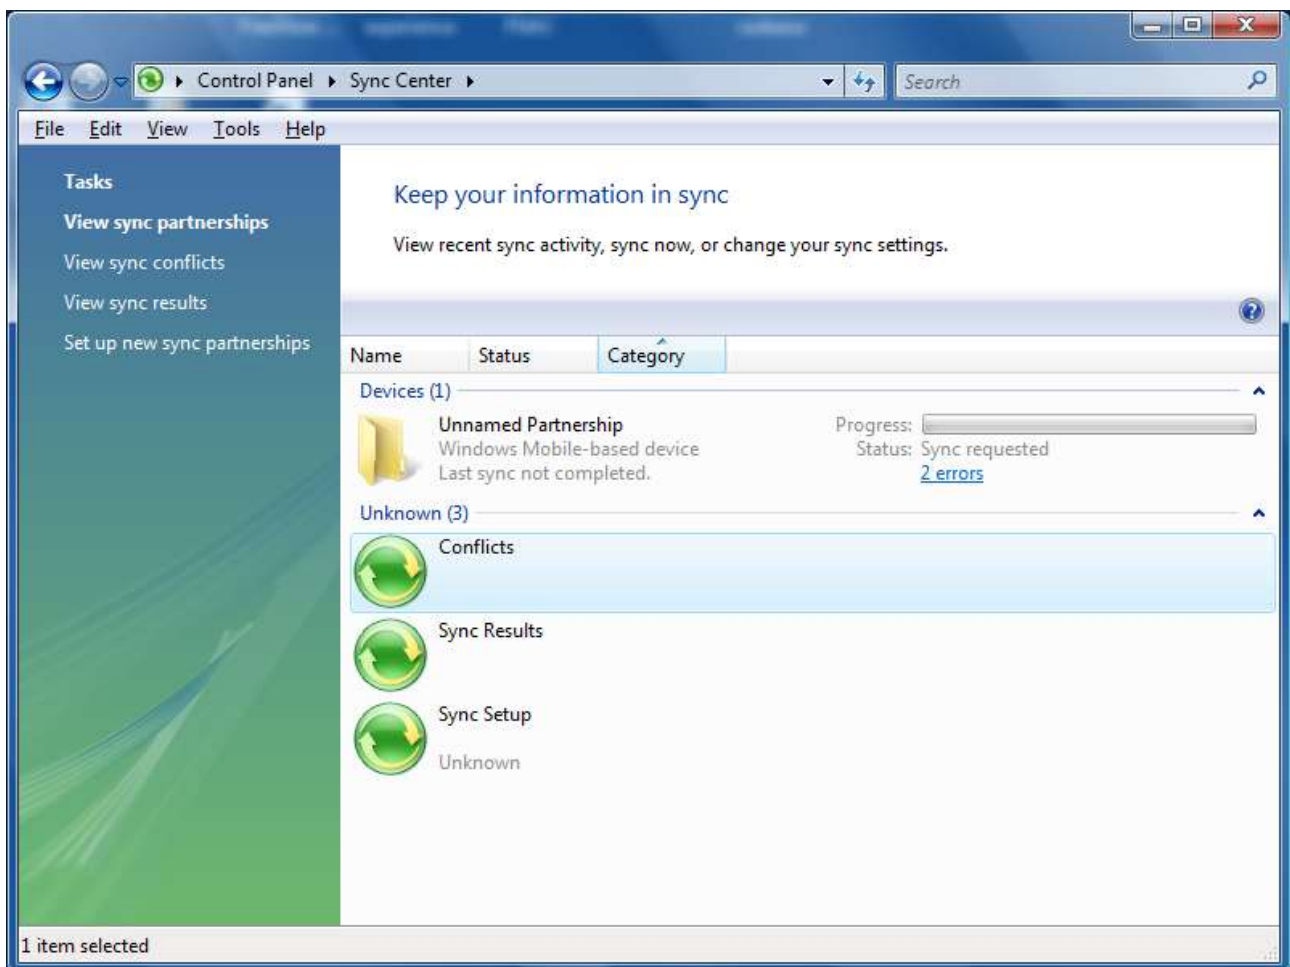 Control Panel Sync Center Search
File Edit View Tools Help
Tasks
View sync partnerships
View sync conflicts
View sync results
Set up new sync partnerships
Keep your information in sync
View recent sync activity, sync now, or change your sync settings.
Name Status Category
Devices (1)
Unnamed Partnership
Windows Mobile-based device
Last sync not completed.
Progress:
Status: Sync requested
2 errors
Unknown (3)
Conflicts
Sync Results
Sync Setup
Unknown
1 item selected